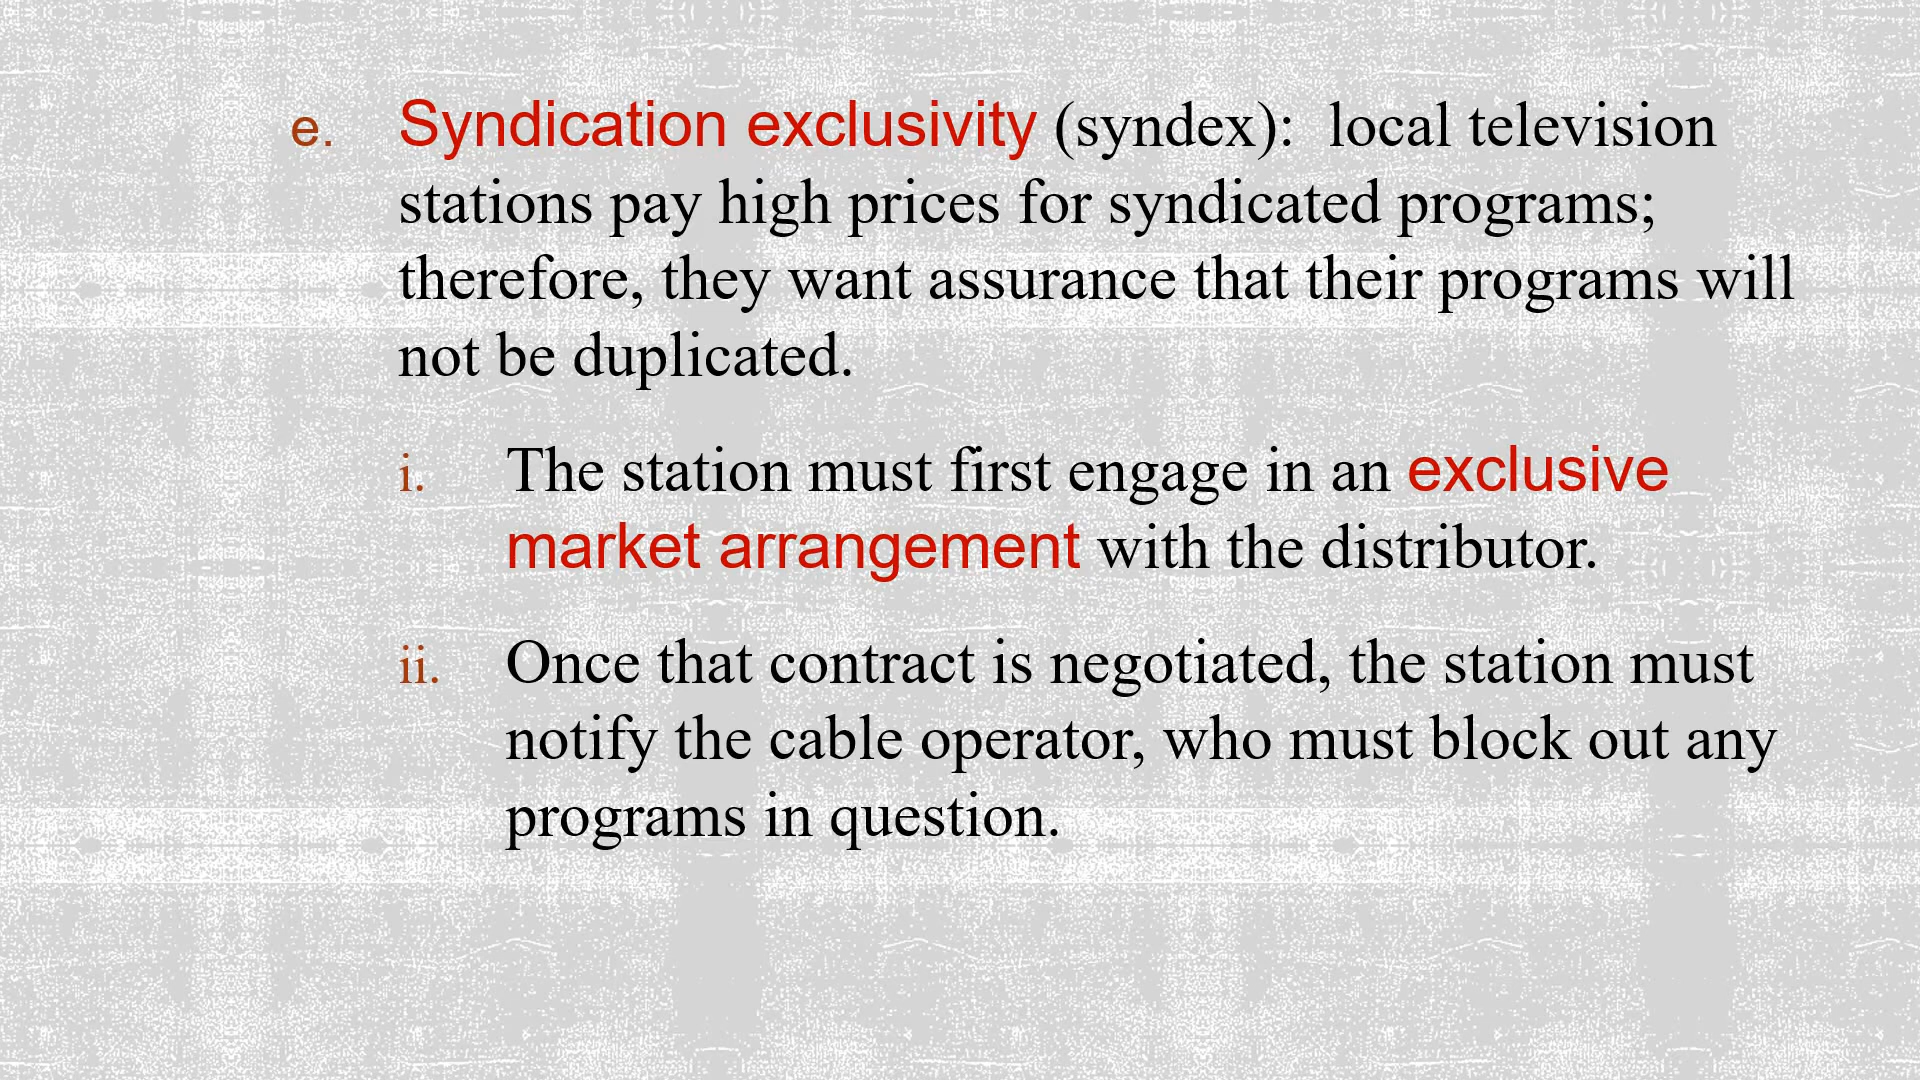 e. Syndication exclusivity (syndex):  local television
stations pay high prices for syndicated programs;
therefore, they want assurance that their programs will
not be duplicated.
i. The station must first engage in an exclusive
market arrangement with the distributor.
ii. Once that contract is negotiated, the station must
notify the cable operator, who must block out any
programs in question.